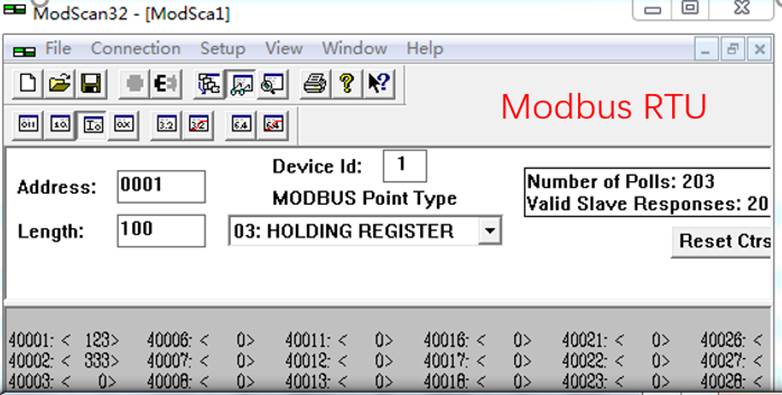 ModScan32 - [ModSca1]
File Connection Setup View Window Help
Modbus RTU
Device Id: 1
Address: 0001
MODBUS Point Type
Length: 100
03: HOLDING REGISTER
Number of Polls: 203
Valid Slave Responses: 20
Reset Ctrs
40001: < 123> 40006: < 0> 40011: < 0> 40016: < 0> 40021: < 0> 40026: <
40002: < 333> 40007: < 0> 40012: < 0> 40017: < 0> 40022: < 0> 40027: <
40003: < 0> 40008: < 0> 40013: < 0> 40018: < 0> 40023: < 0> 40028: <